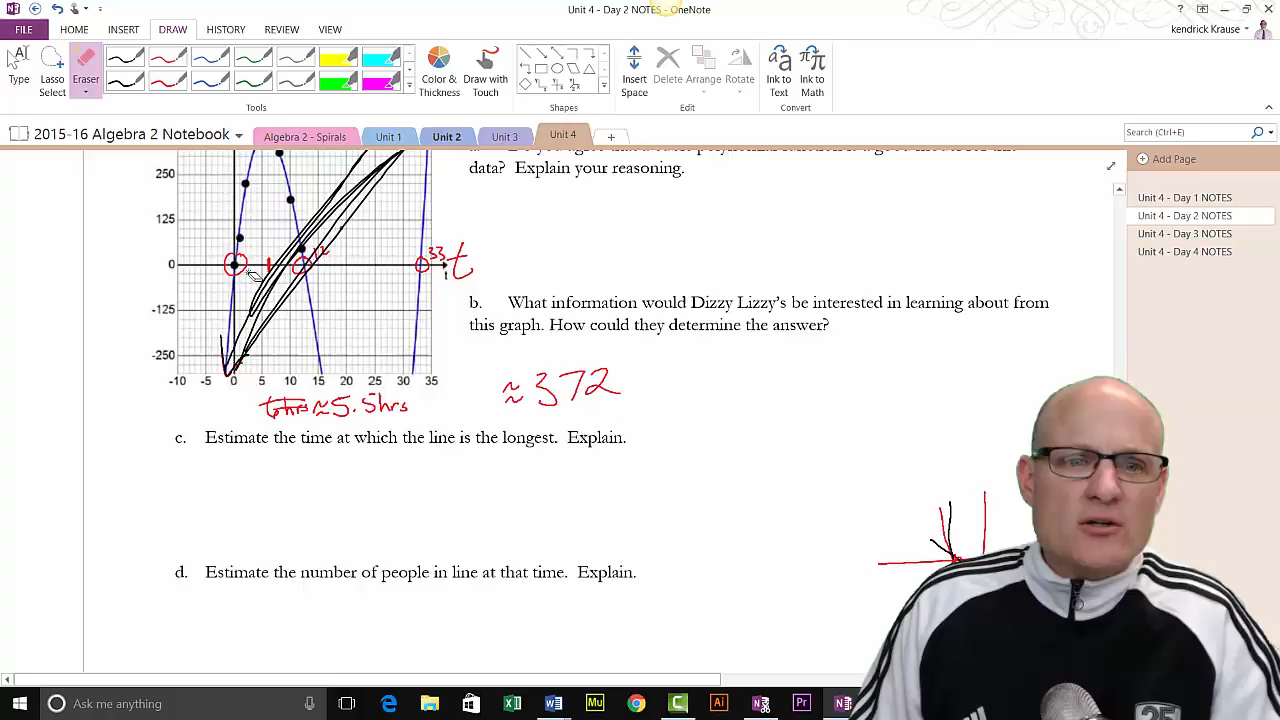 Unit 4 - Day 2 NOTES - OneNote
FILE HOME INSERT DRAW HISTORY REVIEW VIEW
kendrick Krause
Type
Lasso Select
Eraser
Color & Thickness
Draw with Touch
Insert Space
Delete
Arrange
Rotate
Ink to Text
Ink to Math
Tools
Shapes
Edit
Convert
2015-16 Algebra 2 Notebook
Algebra 2 - Spirals
Unit 1
Unit 2
Unit 3
Unit 4
Search (Ctrl+E)
Add Page
Unit 4 - Day 1 NOTES
Unit 4 - Day 2 NOTES
Unit 4 - Day 3 NOTES
Unit 4 - Day 4 NOTES
data? Explain your reasoning.
250
125
0
-125
-250
-10 -5 0 5 10 15 20 25 30 35
12
33
t
≈5.5hrs
b. What information would Dizzy Lizzy's be interested in learning about from
this graph. How could they determine the answer?
≈372
c. Estimate the time at which the line is the longest. Explain.
d. Estimate the number of people in line at that time. Explain.
Ask me anything